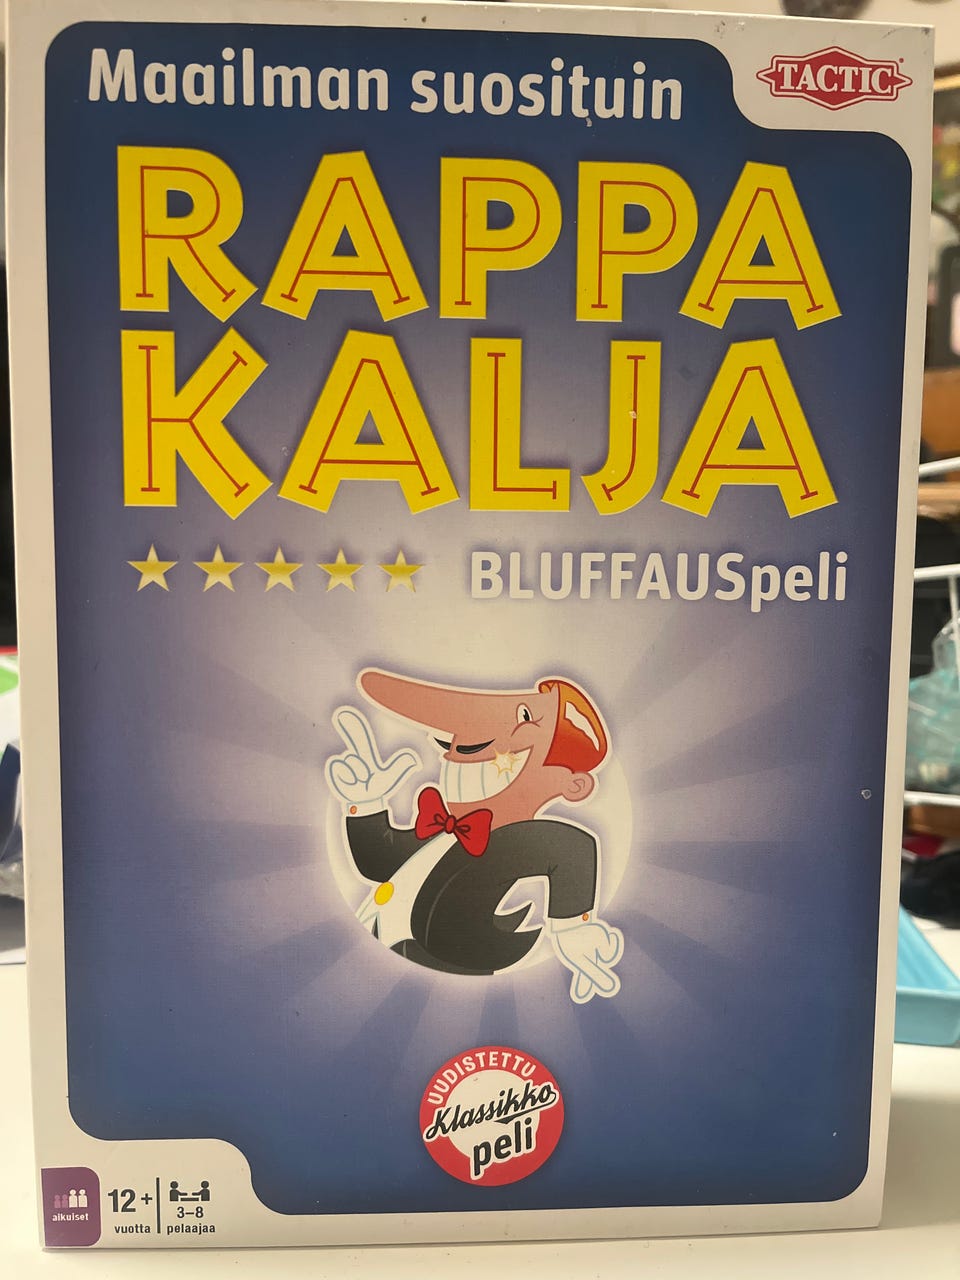 Maailman suosituin
TACTIC
RAPPA
KALJA
BLUFFAUSpeli
UUDISTETTU
Klassikko
peli
aikuiset
12+
vuotta
3–8
pelaajaa